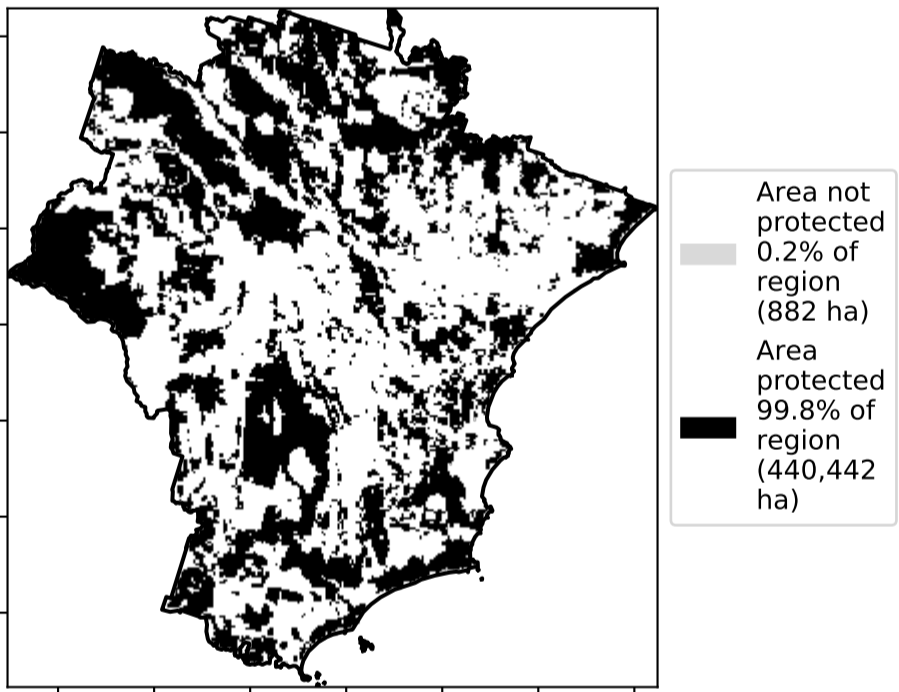 Area not
protected
0.2% of
region
(882 ha)
Area
protected
99.8% of
region
(440,442
ha)